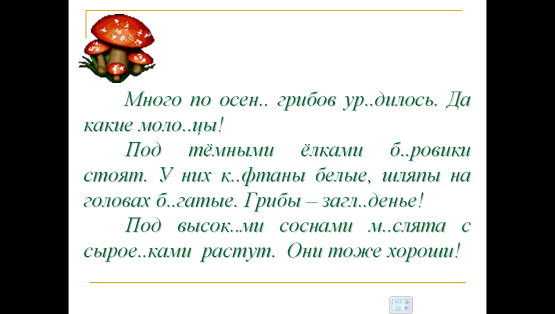 Много по осен.. грибов ур..дилось. Да
какие моло..цы!
Под тёмными ёлками б..ровики
стоят. У них к..фтаны белые, шляпы на
головах б..гатые. Грибы – загл..денье!
Под высок..ми соснами м..слята с
сырое..ками растут. Они тоже хороши!